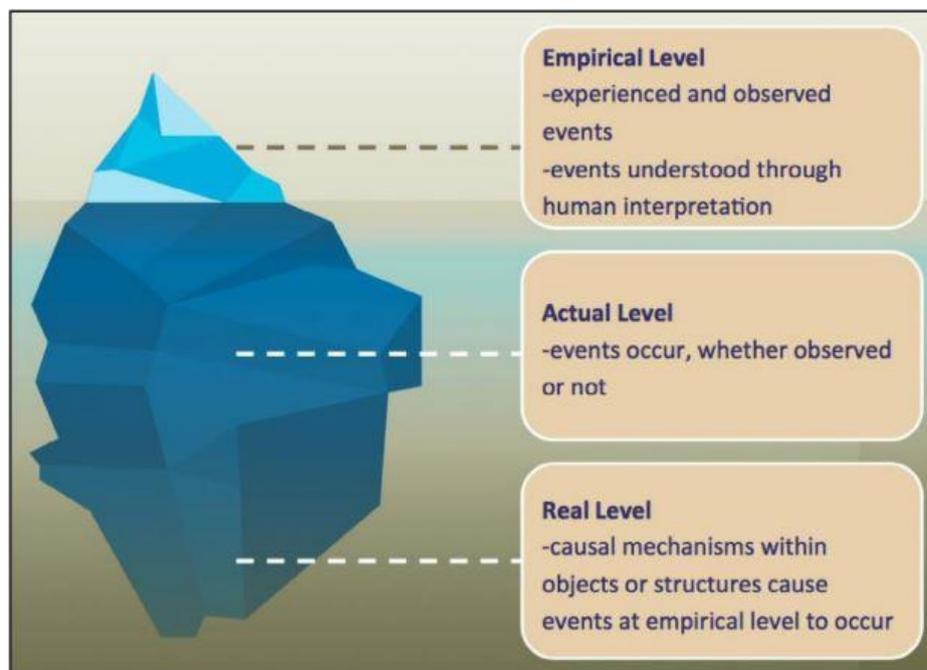 Empirical Level
-experienced and observed
events
-events understood through
human interpretation
Actual Level
-events occur, whether observed
or not
Real Level
-causal mechanisms within
objects or structures cause
events at empirical level to occur